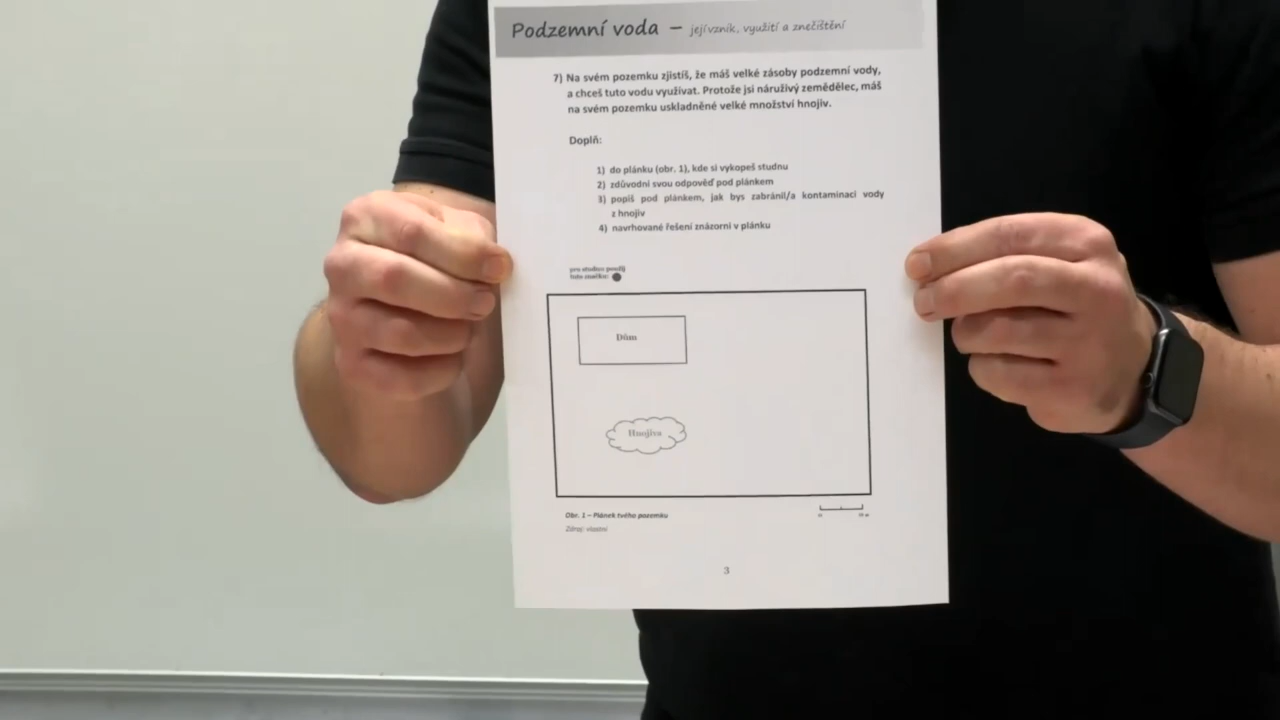 Podzemní voda – její vznik, využití a znečištění
7) Na svém pozemku zjistíš, že máš velké zásoby podzemní vody,
a chceš tuto vodu využívat. Protože jsi náruživý zemědělec, máš
na svém pozemku uskladněné velké množství hnojiv.
Doplň:
1) do plánku (obr. 1), kde si vykopeš studnu
2) zdůvodni svou odpověď pod plánkem
3) popiš pod plánkem, jak bys zabránil/a kontaminaci vody
z hnojiv
4) navrhované řešení znázorni v plánku
pro studnu použij
tuto značku:
Dům
Hnojiva
Obr. 1 – Plánek tvého pozemku
Zdroj: vlastní
3